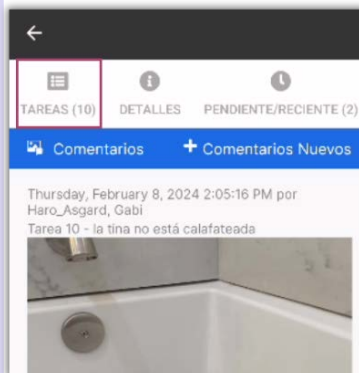 TAREAS (10)
DETALLES
PENDIENTE/RECIENTE (2)
Comentarios
+ Comentarios Nuevos
Thursday, February 8, 2024 2:05:16 PM por
Haro_Asgard, Gabi
Tarea 10 - la tina no está calafateada